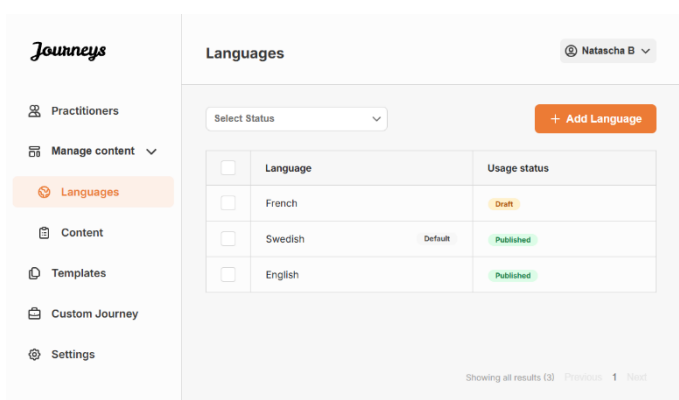 Journeys
Languages
Natascha B
Practitioners
Manage content
Languages
Content
Templates
Custom Journey
Settings
Select Status
+ Add Language
Language Usage status
French Draft
Swedish Default Published
English Published
Showing all results (3) Previous 1 Next